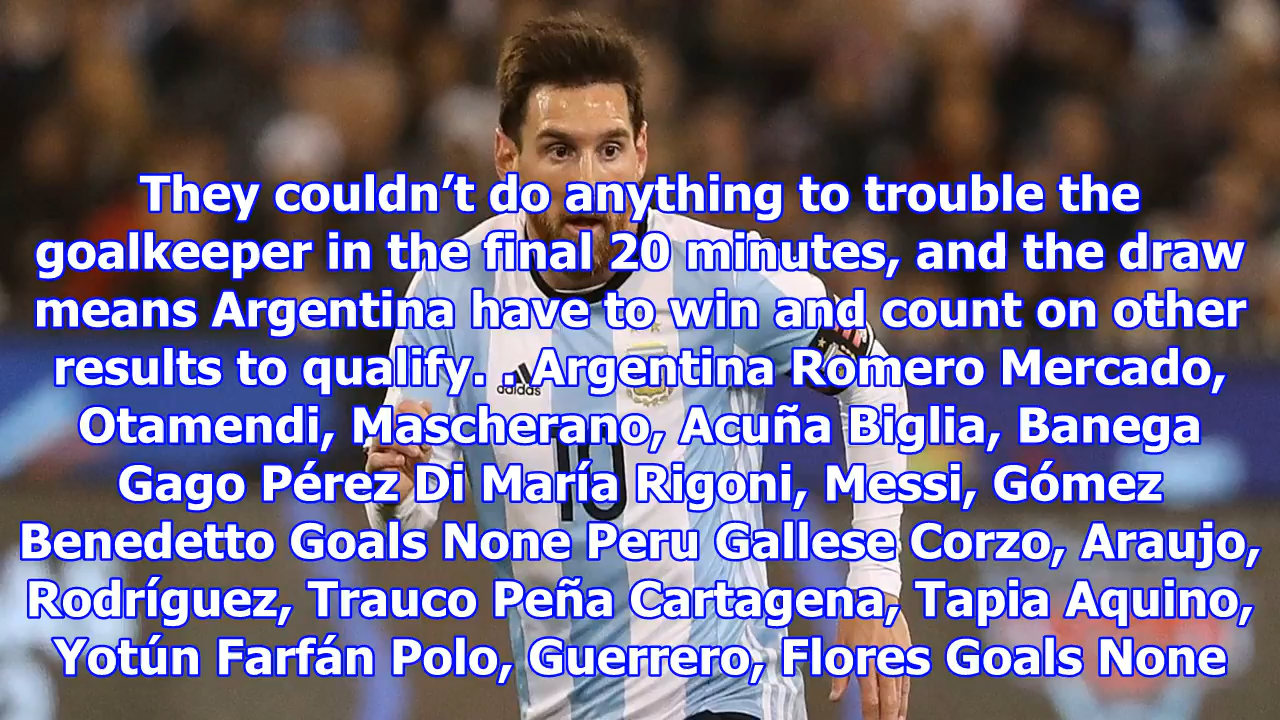 They couldn’t do anything to trouble the
goalkeeper in the final 20 minutes, and the draw
means Argentina have to win and count on other
results to qualify. . Argentina Romero Mercado,
Otamendi, Mascherano, Acuña Biglia, Banega
Gago Pérez Di María Rigoni, Messi, Gómez
Benedetto Goals None Peru Gallese Corzo, Araujo,
Rodríguez, Trauco Peña Cartagena, Tapia Aquino,
Yotún Farfán Polo, Guerrero, Flores Goals None
adidas
10